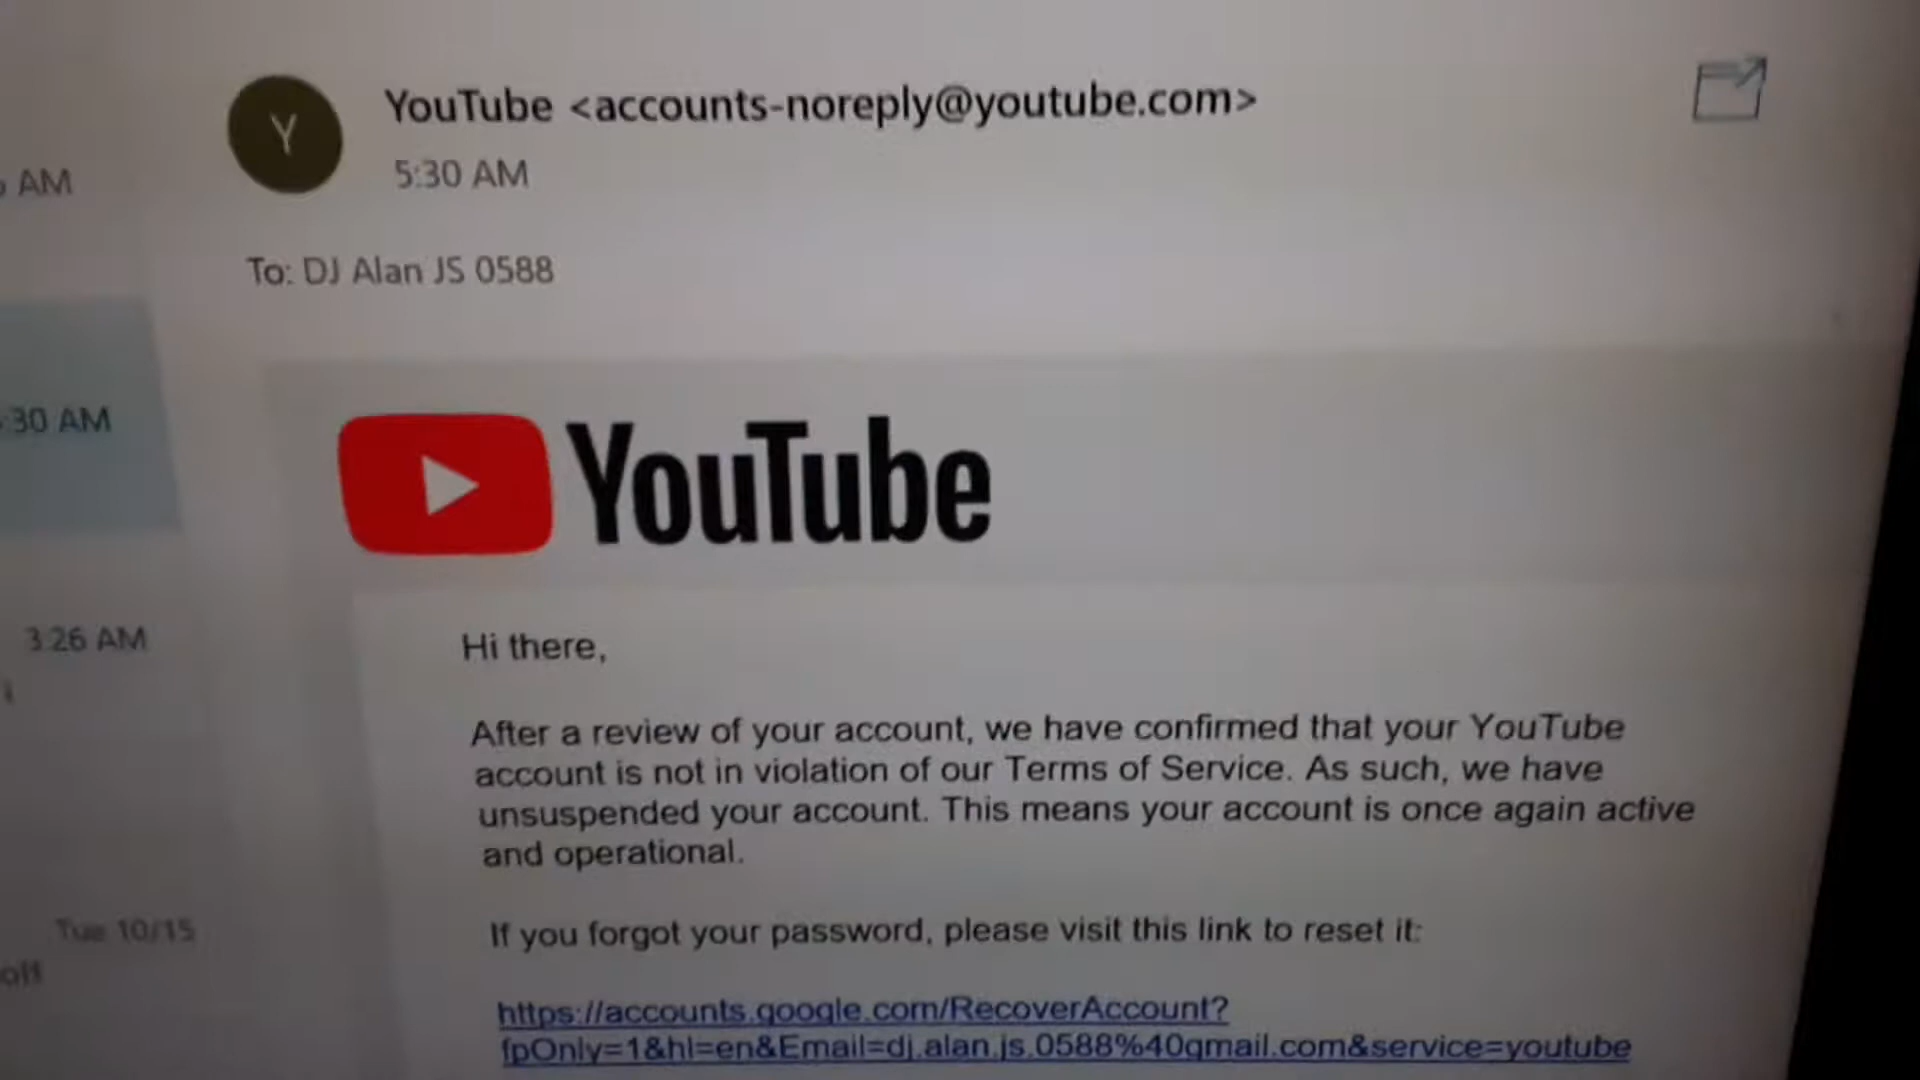 Y
YouTube <accounts-noreply@youtube.com>
5:30 AM
AM
To: DJ Alan JS 0588
:30 AM
YouTube
3:26 AM
Hi there,
After a review of your account, we have confirmed that your YouTube
account is not in violation of our Terms of Service. As such, we have
unsuspended your account. This means your account is once again active
and operational.
Tue 10/15
If you forgot your password, please visit this link to reset it:
https://accounts.google.com/RecoverAccount?
fpOnly=1&hl=en&Email=dj.alan.js.0588%40gmail.com&service=youtube